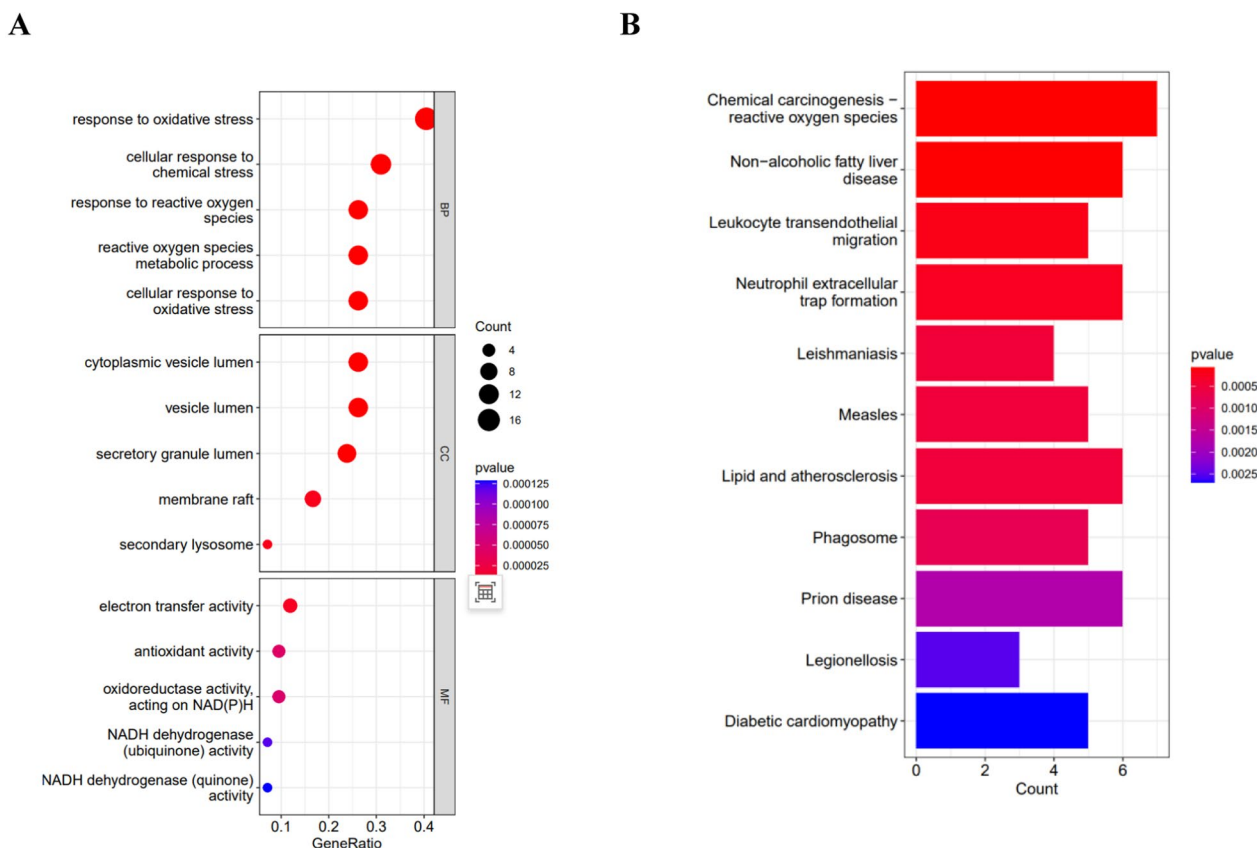 A
response to oxidative stress
cellular response to
chemical stress
response to reactive oxygen
species
reactive oxygen species
metabolic process
cellular response to
oxidative stress
BP
cytoplasmic vesicle lumen
vesicle lumen
secretory granule lumen
membrane raft
secondary lysosome
CC
electron transfer activity
antioxidant activity
oxidoreductase activity,
acting on NAD(P)H
NADH dehydrogenase
(ubiquinone) activity
NADH dehydrogenase (quinone)
activity
MF
0.1 0.2 0.3 0.4
GeneRatio
Count
4
8
12
16
pvalue
0.000125
0.000100
0.000075
0.000050
0.000025
B
Chemical carcinogenesis −
reactive oxygen species
Non−alcoholic fatty liver
disease
Leukocyte transendothelial
migration
Neutrophil extracellular
trap formation
Leishmaniasis
Measles
Lipid and atherosclerosis
Phagosome
Prion disease
Legionellosis
Diabetic cardiomyopathy
0 2 4 6
Count
pvalue
0.0005
0.0010
0.0015
0.0020
0.0025